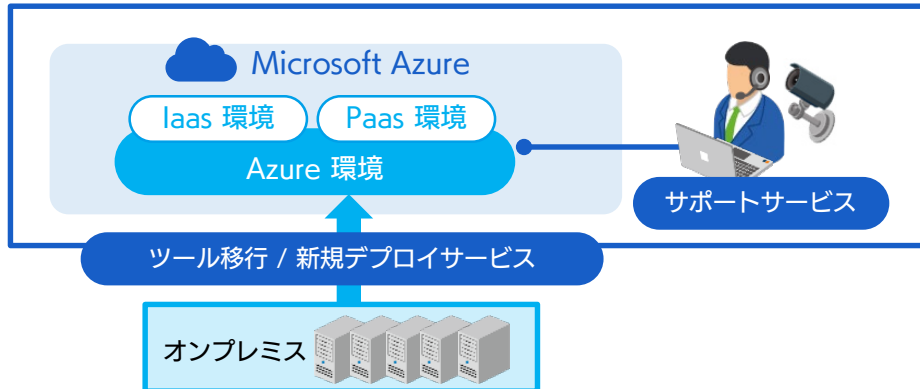 Microsoft Azure
Iaas 環境
Paas 環境
Azure 環境
サポートサービス
ツール移行 / 新規デプロイサービス
オンプレミス